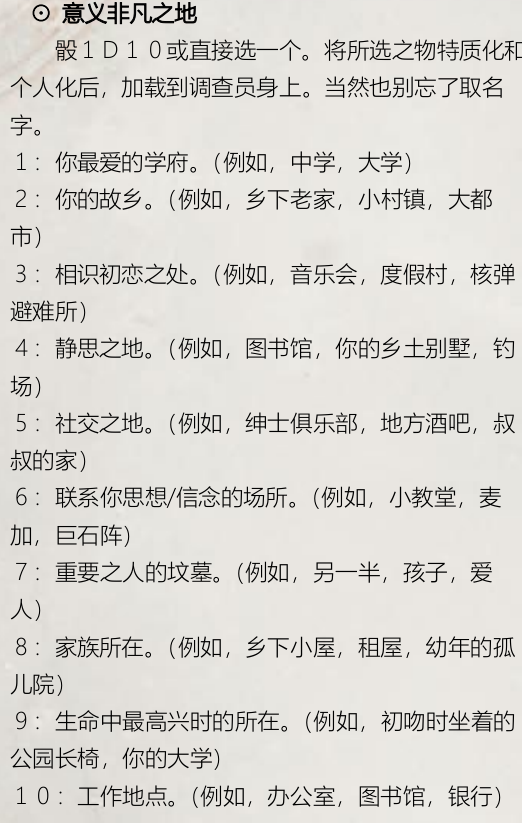 ⊙ 意义非凡之地
骰1D10或直接选一个。将所选之物特质化和
个人化后，加载到调查员身上。当然也别忘了取名
字。
1：你最爱的学府。（例如，中学，大学）
2：你的故乡。（例如，乡下老家，小村镇，大都
市）
3：相识初恋之处。（例如，音乐会，度假村，核弹
避难所）
4：静思之地。（例如，图书馆，你的乡土别墅，钓
场）
5：社交之地。（例如，绅士俱乐部，地方酒吧，叔
叔的家）
6：联系你思想/信念的场所。（例如，小教堂，麦
加，巨石阵）
7：重要之人的坟墓。（例如，另一半，孩子，爱
人）
8：家族所在。（例如，乡下小屋，租屋，幼年的孤
儿院）
9：生命中最高兴时的所在。（例如，初吻时坐着的
公园长椅，你的大学）
10：工作地点。（例如，办公室，图书馆，银行）